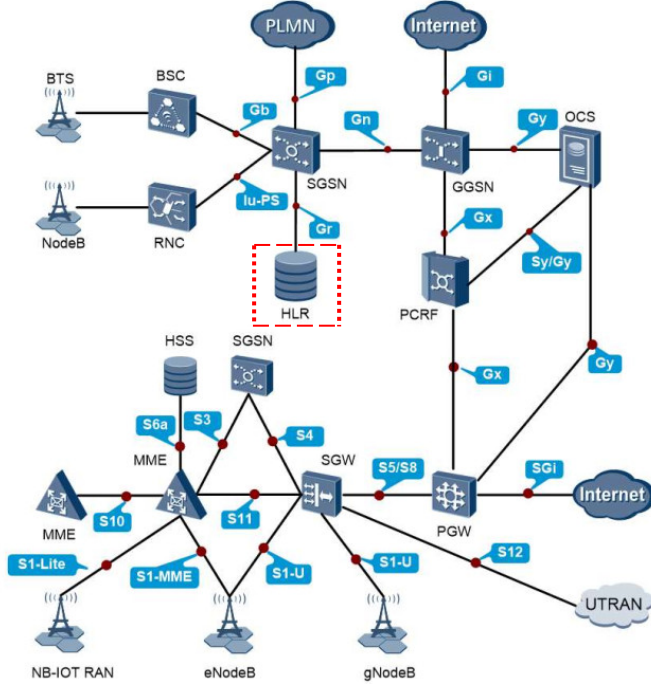 PLMN
Internet
Gp
Gi
BTS
BSC
OCS
Gb
Gn
Gy
SGSN
GGSN
Iu-PS
Gr
Gx
Sy/Gy
NodeB
RNC
HLR
PCRF
HSS
SGSN
Gx
Gy
S6a
S3
S4
MME
SGW
S5/S8
SGi
Internet
MME
S10
S11
PGW
S1-Lite
S1-MME
S1-U
S1-U
S12
UTRAN
NB-IOT RAN
eNodeB
gNodeB